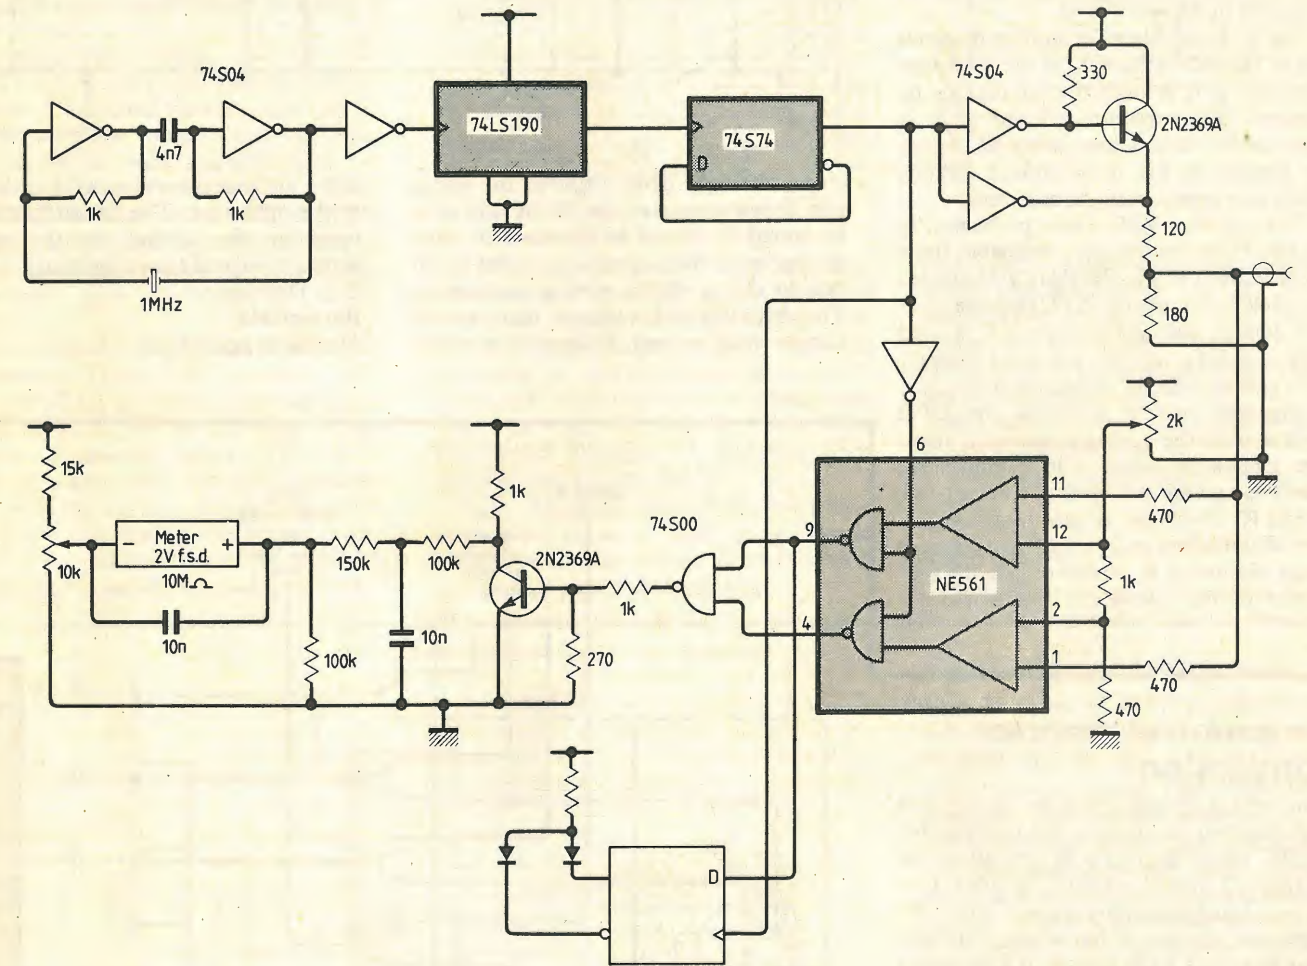 74S04
4n7
1k
1k
1MHz
74LS190
74S74
D
74S04
330
2N2369A
120
180
2k
15k
10k
Meter
2V f.s.d.
-
+
10MΩ
10n
150k
100k
100k
10n
1k
2N2369A
270
1k
74S00
9
4
6
NE561
11
12
2
1
470
1k
470
470
D